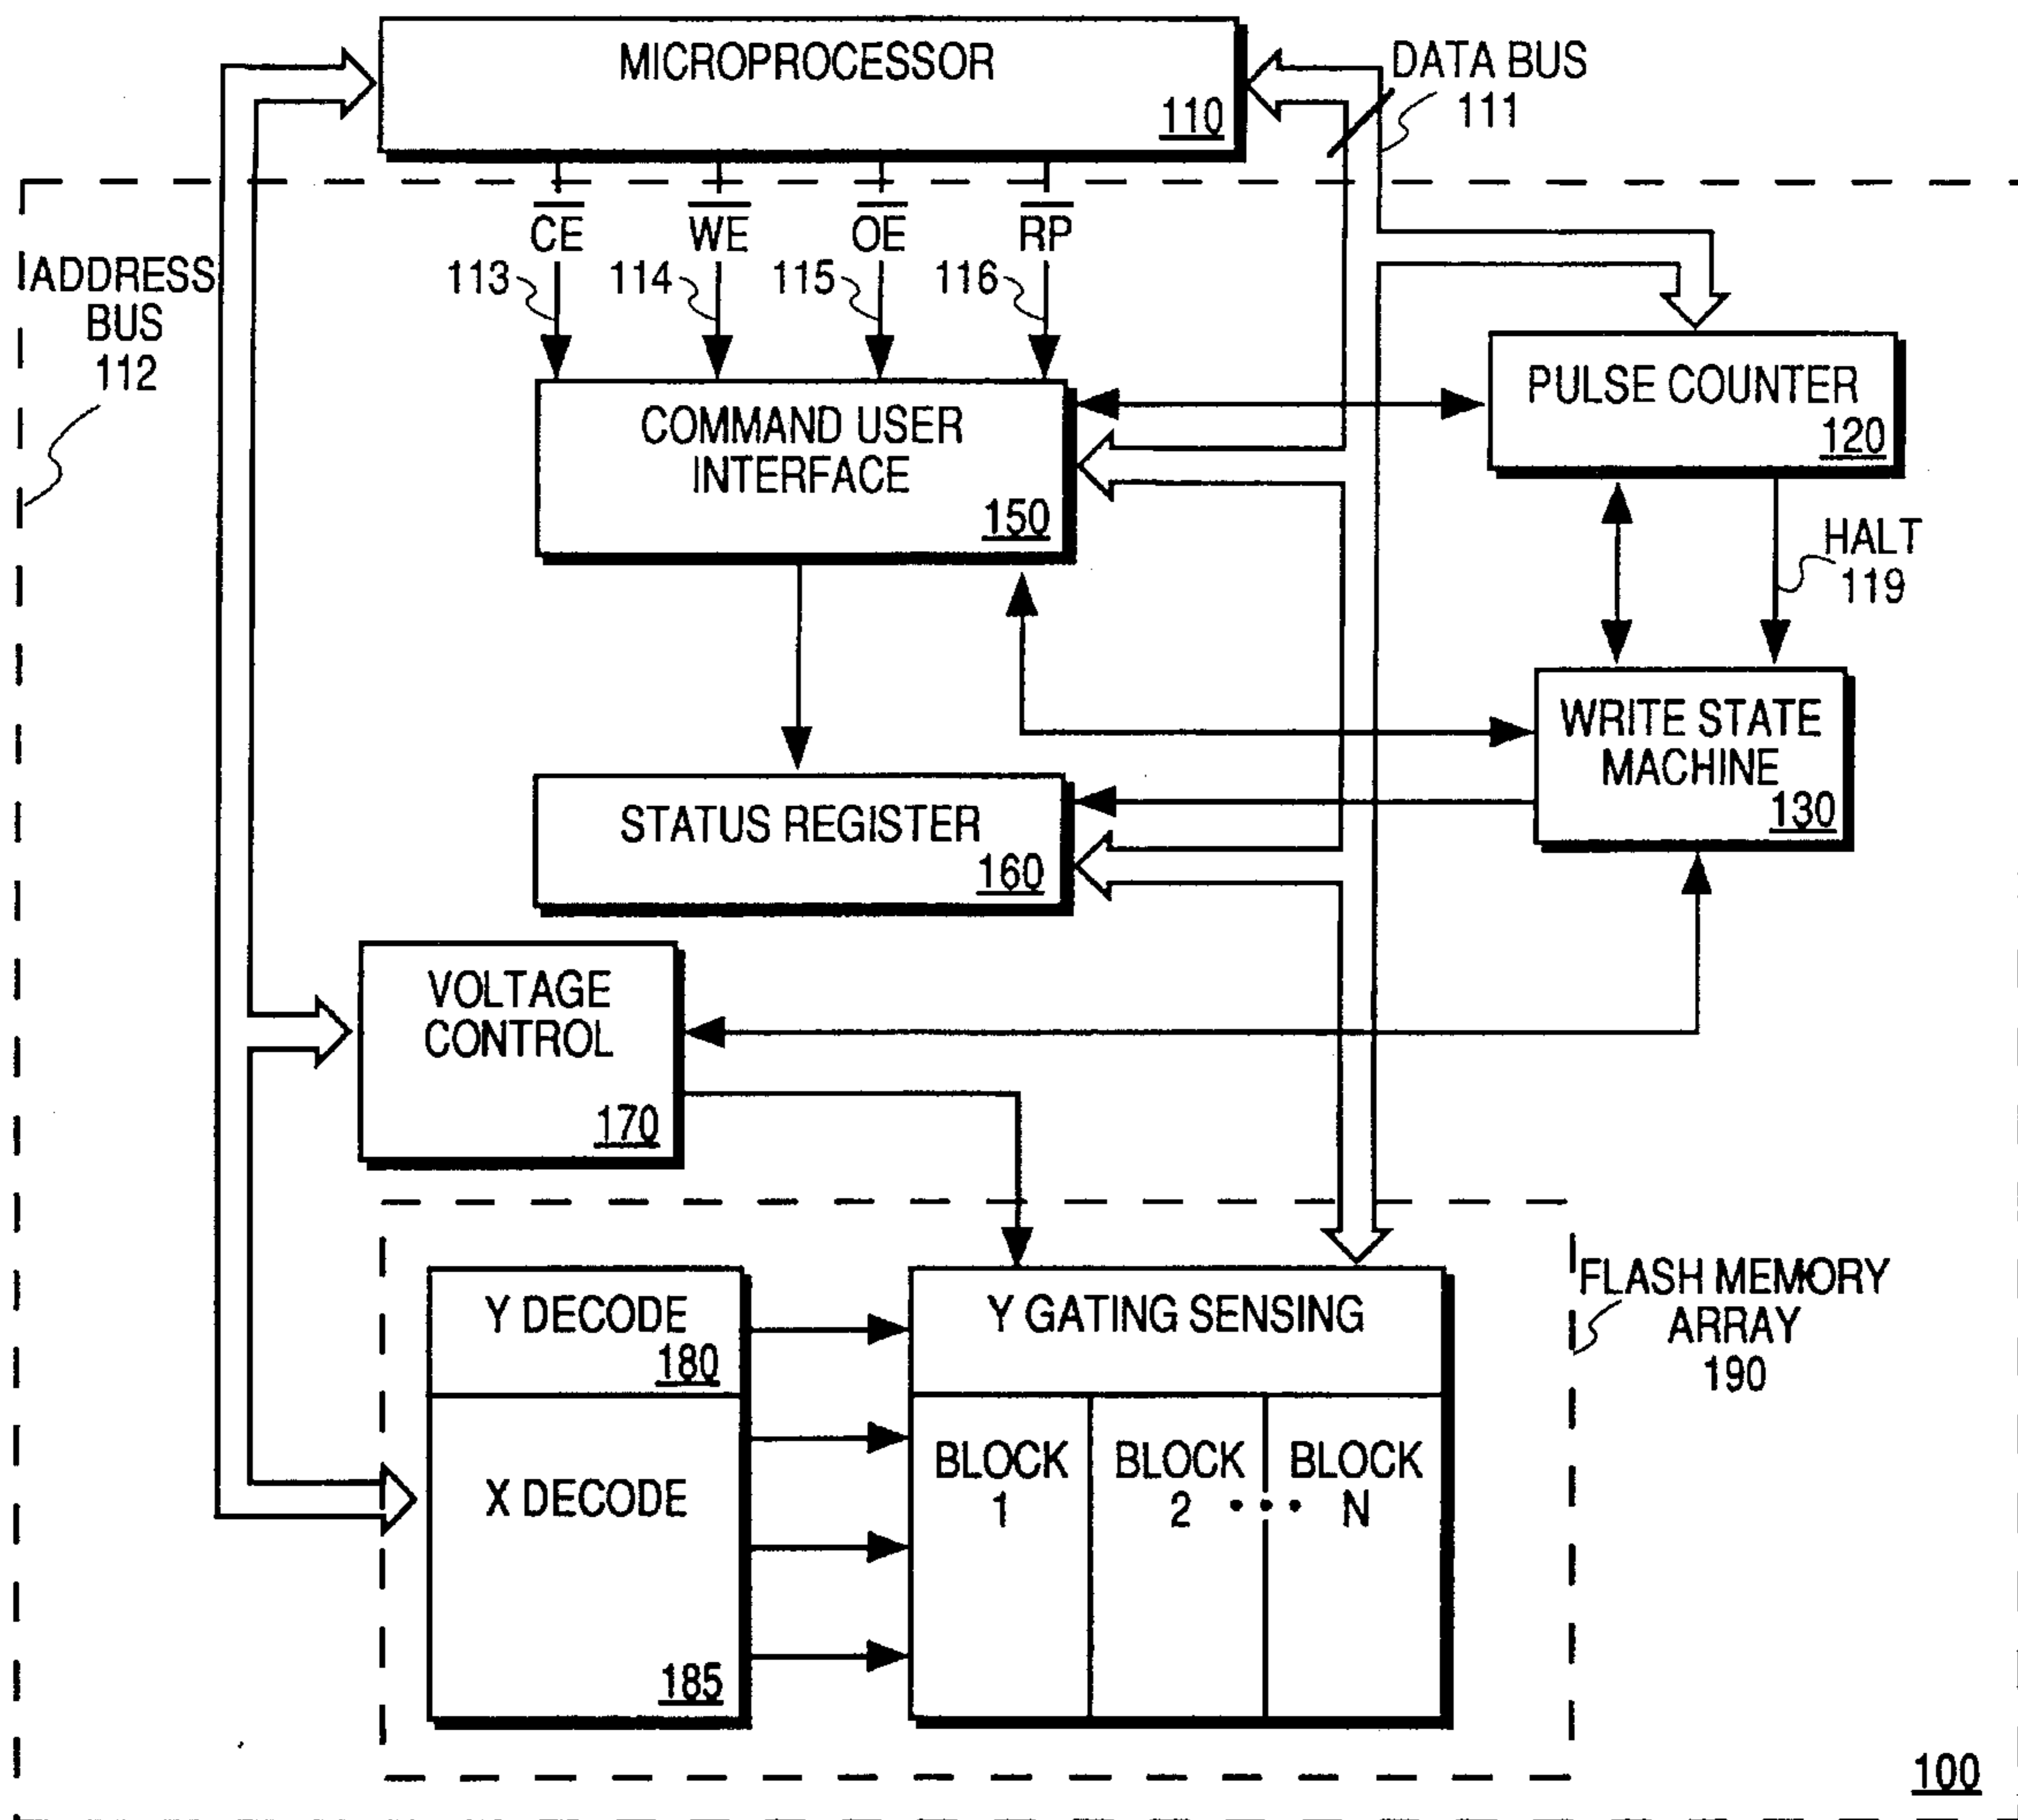 MICROPROCESSOR
110
DATA BUS
111
CE WE OE RP
113 114 115 116
ADDRESS
BUS
112
PULSE COUNTER
120
COMMAND USER
INTERFACE
150
HALT
119
WRITE STATE
MACHINE
130
STATUS REGISTER
160
VOLTAGE
CONTROL
170
FLASH MEMORY
ARRAY
190
Y DECODE
180
Y GATING SENSING
X DECODE
185
BLOCK
1
BLOCK
2
• • •
BLOCK
N
100